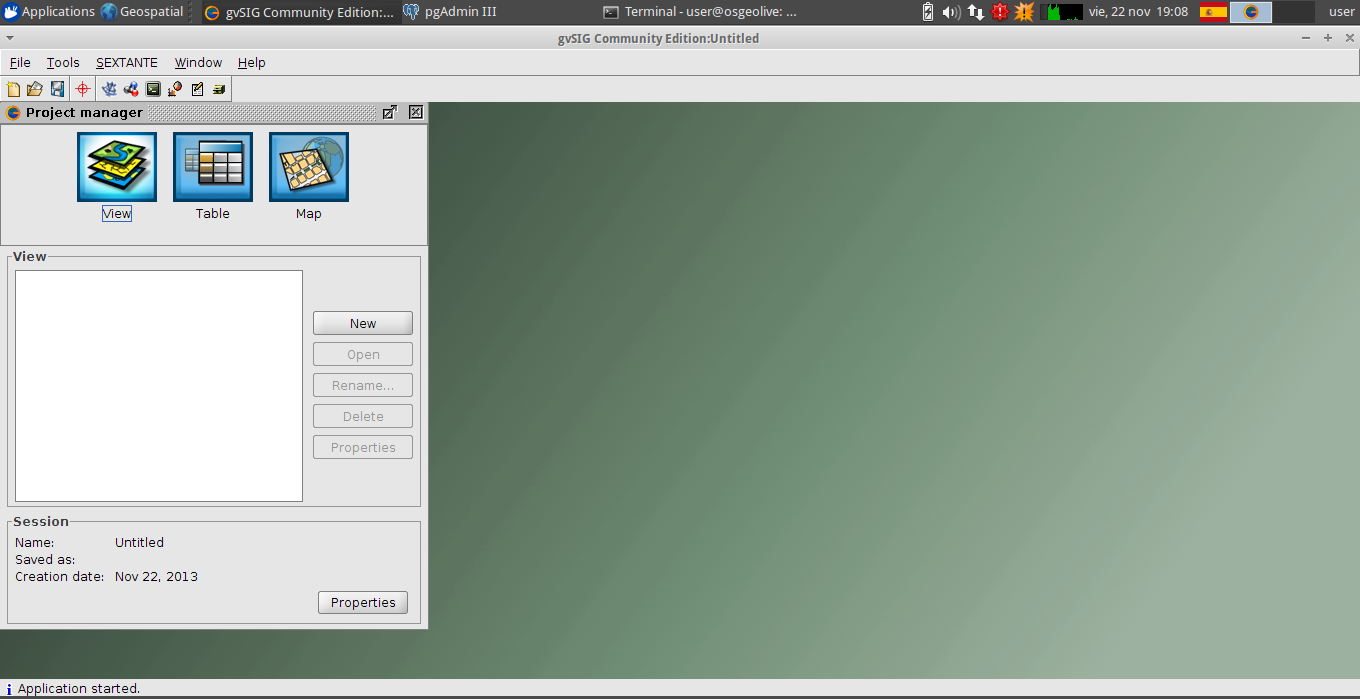 Applications Geospatial gvSIG Community Edition:... pgAdmin III Terminal - user@osgeolive: ... vie, 22 nov 19:08 user
gvSIG Community Edition:Untitled
File Tools SEXTANTE Window Help
Project manager
View Table Map
View
New
Open
Rename...
Delete
Properties
Session
Name: Untitled
Saved as:
Creation date: Nov 22, 2013
Properties
Application started.